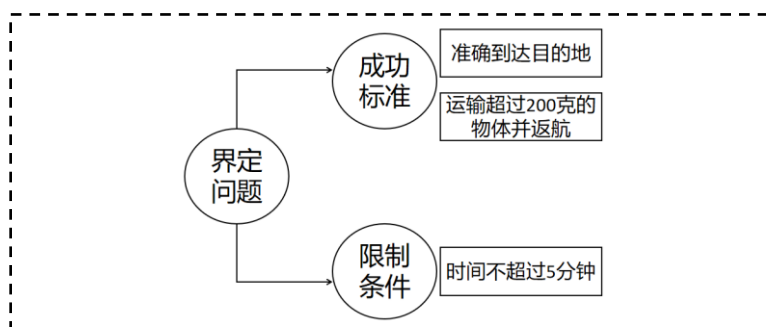 成功
标准
准确到达目的地
运输超过200克的
物体并返航
界定
问题
限制
条件
时间不超过5分钟